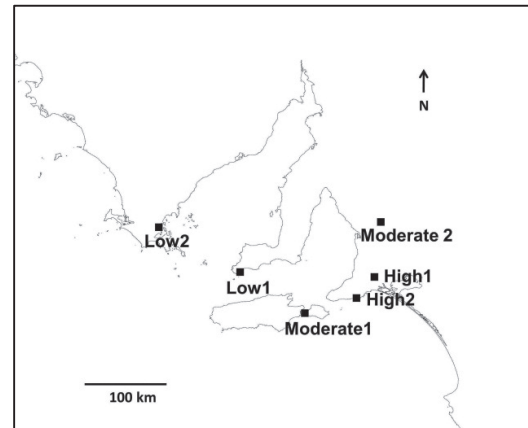 N
Moderate 2
Low2
High1
Low1
High2
Moderate1
100 km